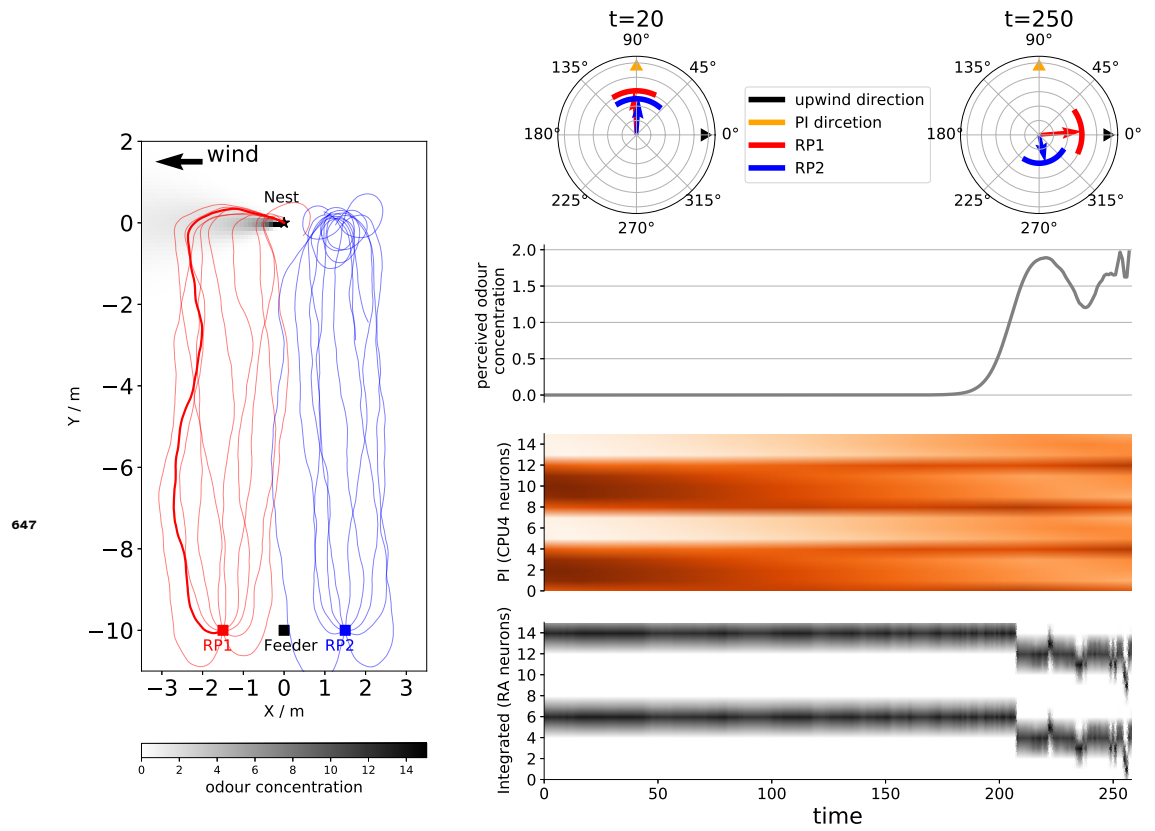 t=20
90°
135°
45°
180°
0°
225°
315°
270°
upwind direction
PI dircetion
RP1
RP2
t=250
90°
135°
45°
180°
0°
225°
315°
270°
2
0
−2
−4
−6
−8
−10
Y / m
wind
Nest
RP1
Feeder
RP2
−3 −2 −1 0 1 2 3
X / m
0 2 4 6 8 10 12 14
odour concentration
647
perceived odour
concentration
2.0
1.5
1.0
0.5
0.0
PI (CPU4 neurons)
14
12
10
8
6
4
2
0
Integrated (RA neurons)
14
12
10
8
6
4
2
0
0 50 100 150 200 250
time